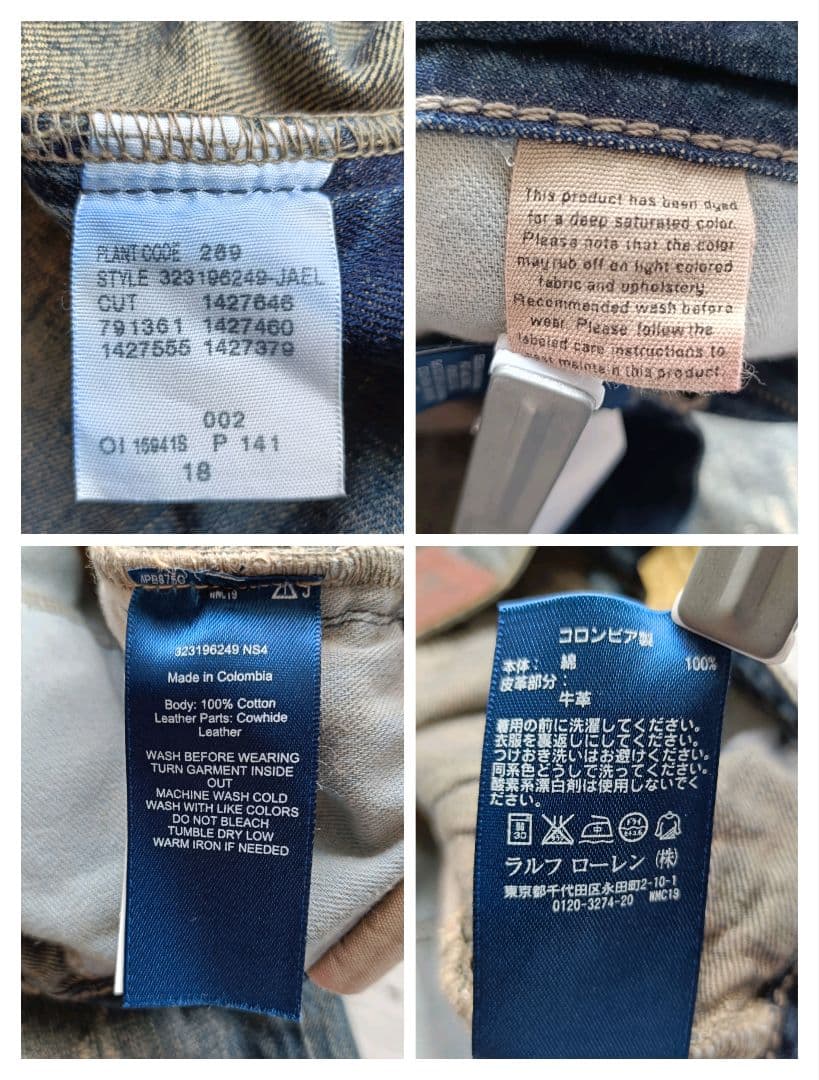 PLANT CODE 269
STYLE 323196249-JAEL
CUT 1427646
791361 1427460
1427555 1427379
002
OI 15941S P 141
18
This product has been dyed
for a deep saturated color.
Please note that the color
may rub off on light colored
fabric and upholstery.
Recommended wash before
wear. Please follow the
labeled care instructions to
best maintain this product.
NMC19
323196249 NS4
Made in Colombia
Body: 100% Cotton
Leather Parts: Cowhide
Leather
WASH BEFORE WEARING
TURN GARMENT INSIDE
OUT
MACHINE WASH COLD
WASH WITH LIKE COLORS
DO NOT BLEACH
TUMBLE DRY LOW
WARM IRON IF NEEDED
コロンビア製
本体: 綿 100%
皮革部分:
牛革
着用の前に洗濯してください。
衣服を裏返しにしてください。
つけおき洗いはお避けください。
同系色どうしで洗ってください。
酸素系漂白剤は使用しないでく
ださい。
ラルフ ローレン (株)
東京都千代田区永田町2-10-1
0120-3274-20 NMC19